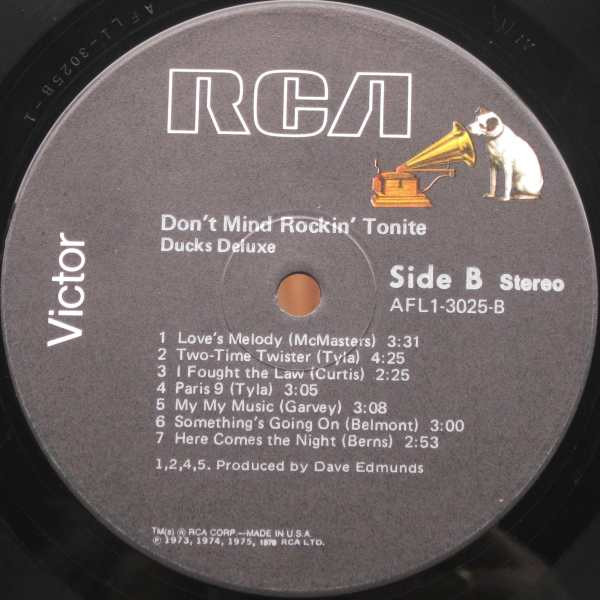 AFL1-3025B-1
RCA
Victor
Don't Mind Rockin' Tonite
Ducks Deluxe
Side B Stereo
AFL1-3025-B
1 Love's Melody (McMasters) 3:31
2 Two-Time Twister (Tyla) 4:25
3 I Fought the Law (Curtis) 2:25
4 Paris 9 (Tyla) 3:05
5 My My Music (Garvey) 3:08
6 Something's Going On (Belmont) 3:00
7 Here Comes the Night (Berns) 2:53
1,2,4,5. Produced by Dave Edmunds
TM(s) ® RCA CORP.—MADE IN U.S.A.
℗ 1973, 1974, 1975, 1978 RCA LTD.